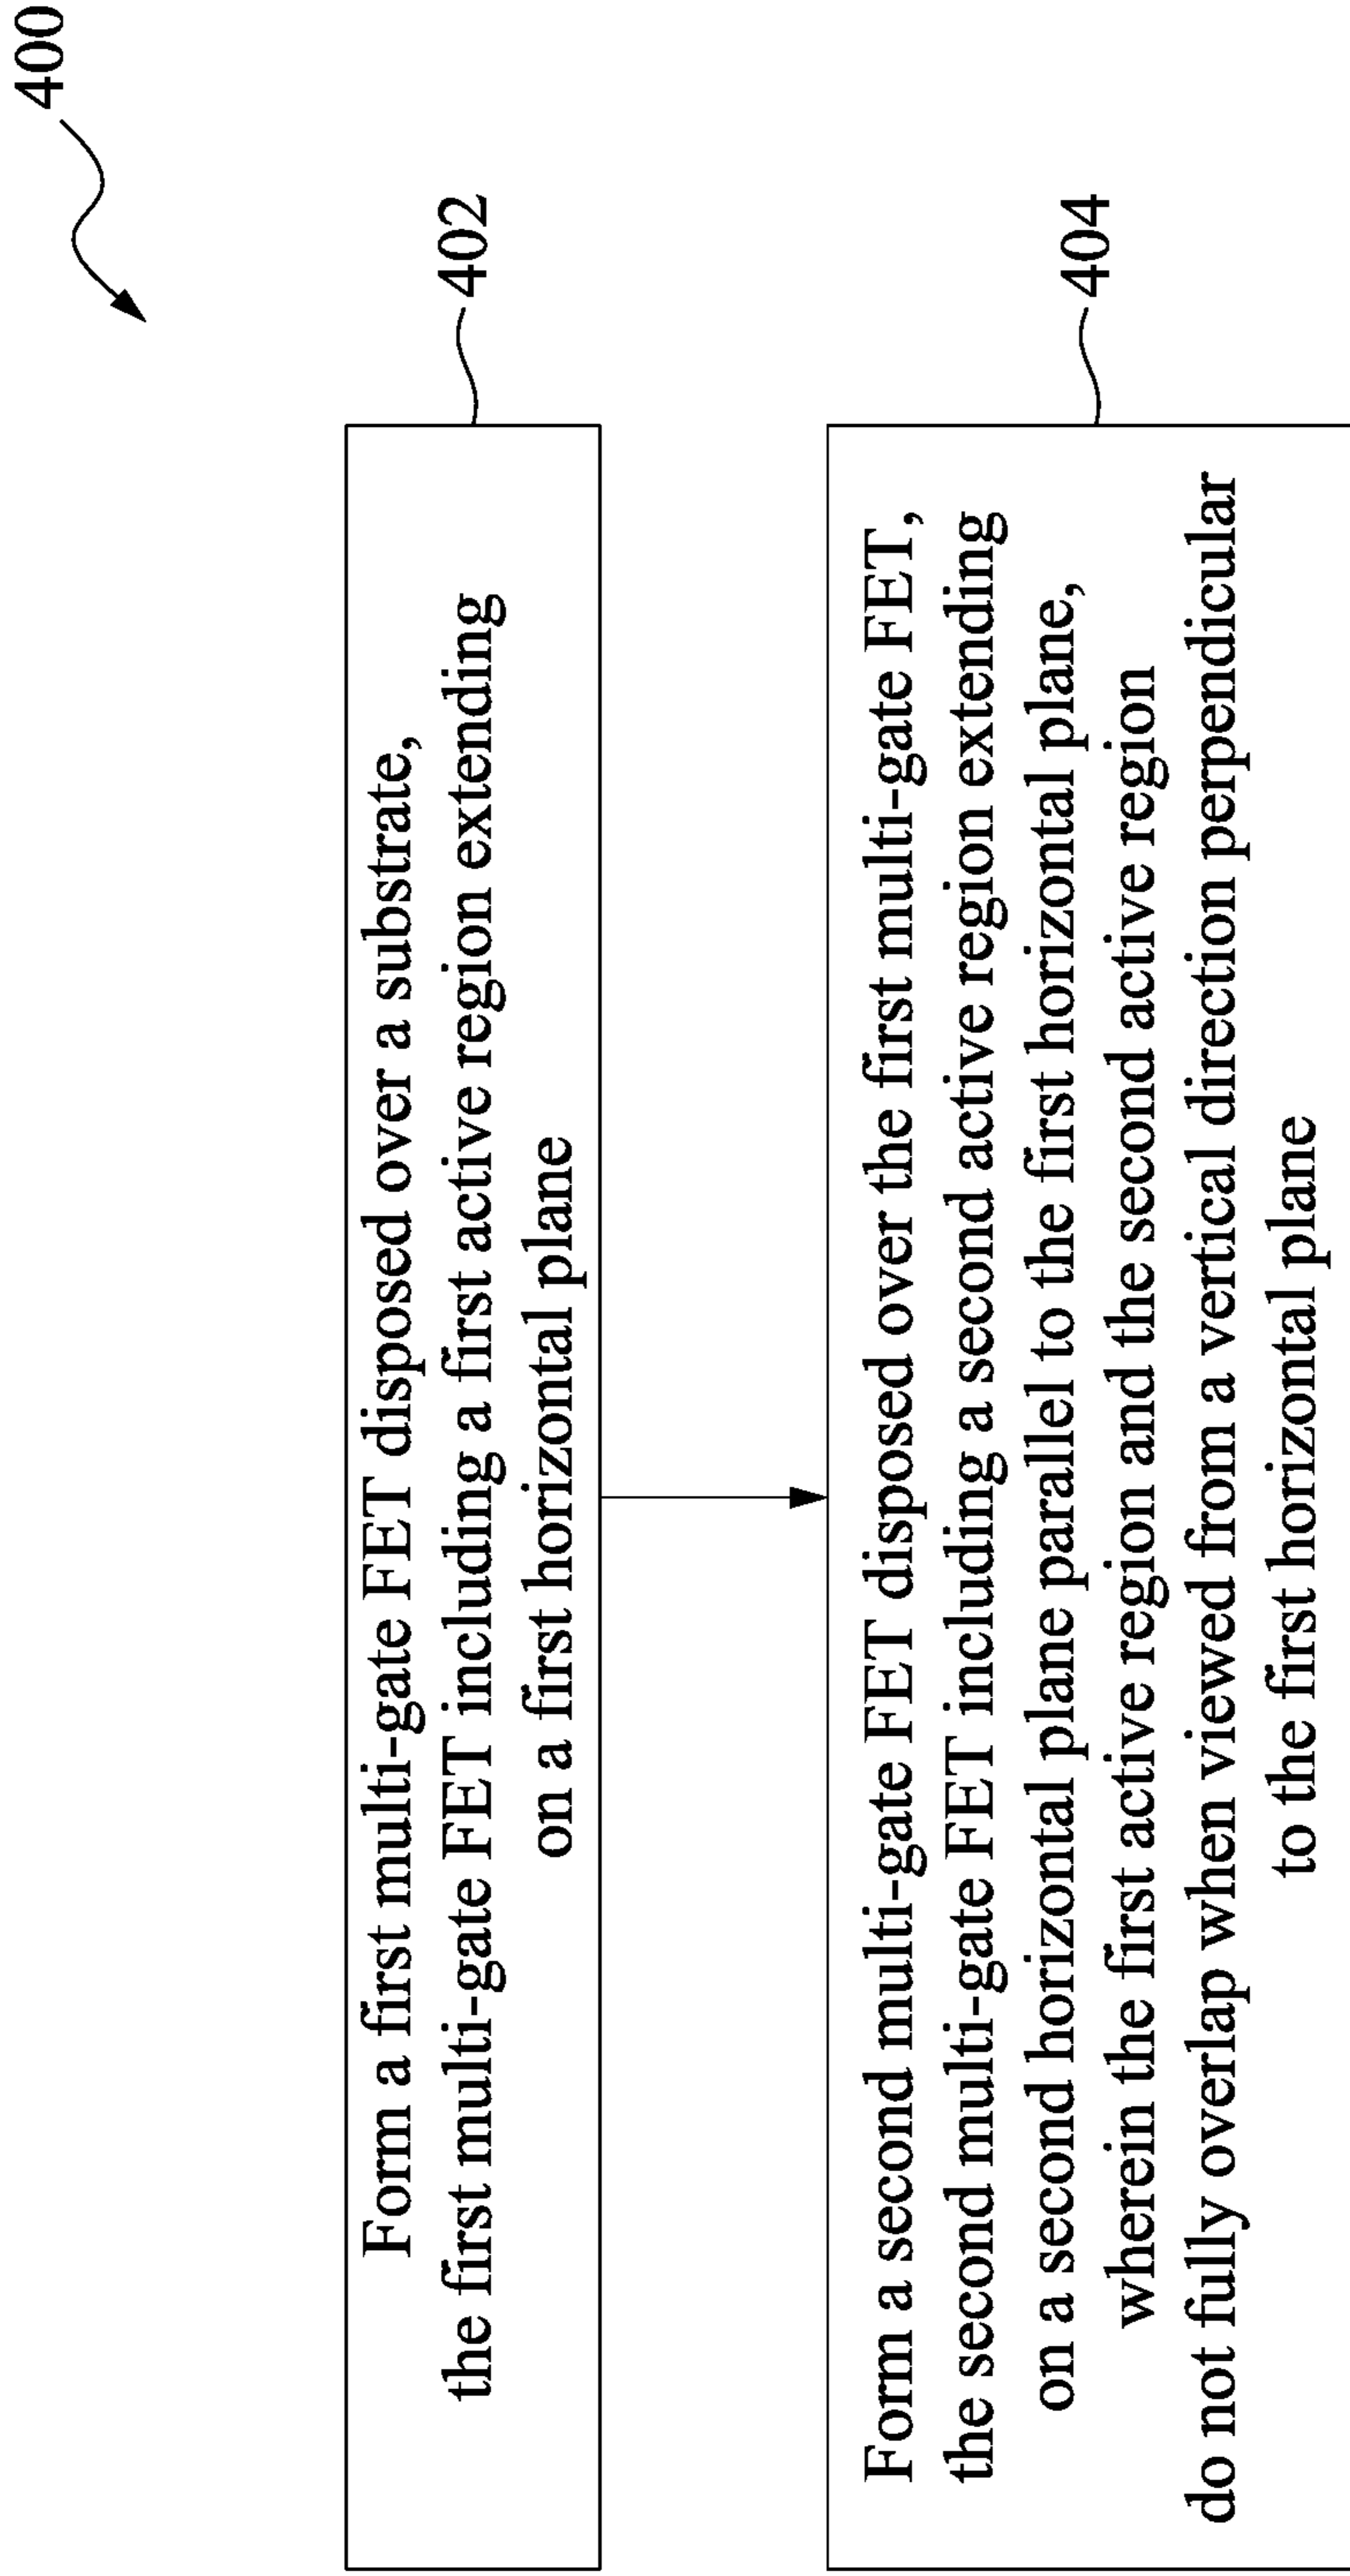 400
402
Form a first multi-gate FET disposed over a substrate,
the first multi-gate FET including a first active region extending
on a first horizontal plane
404
Form a second multi-gate FET disposed over the first multi-gate FET,
the second multi-gate FET including a second active region extending
on a second horizontal plane parallel to the first horizontal plane,
wherein the first active region and the second active region
do not fully overlap when viewed from a vertical direction perpendicular
to the first horizontal plane